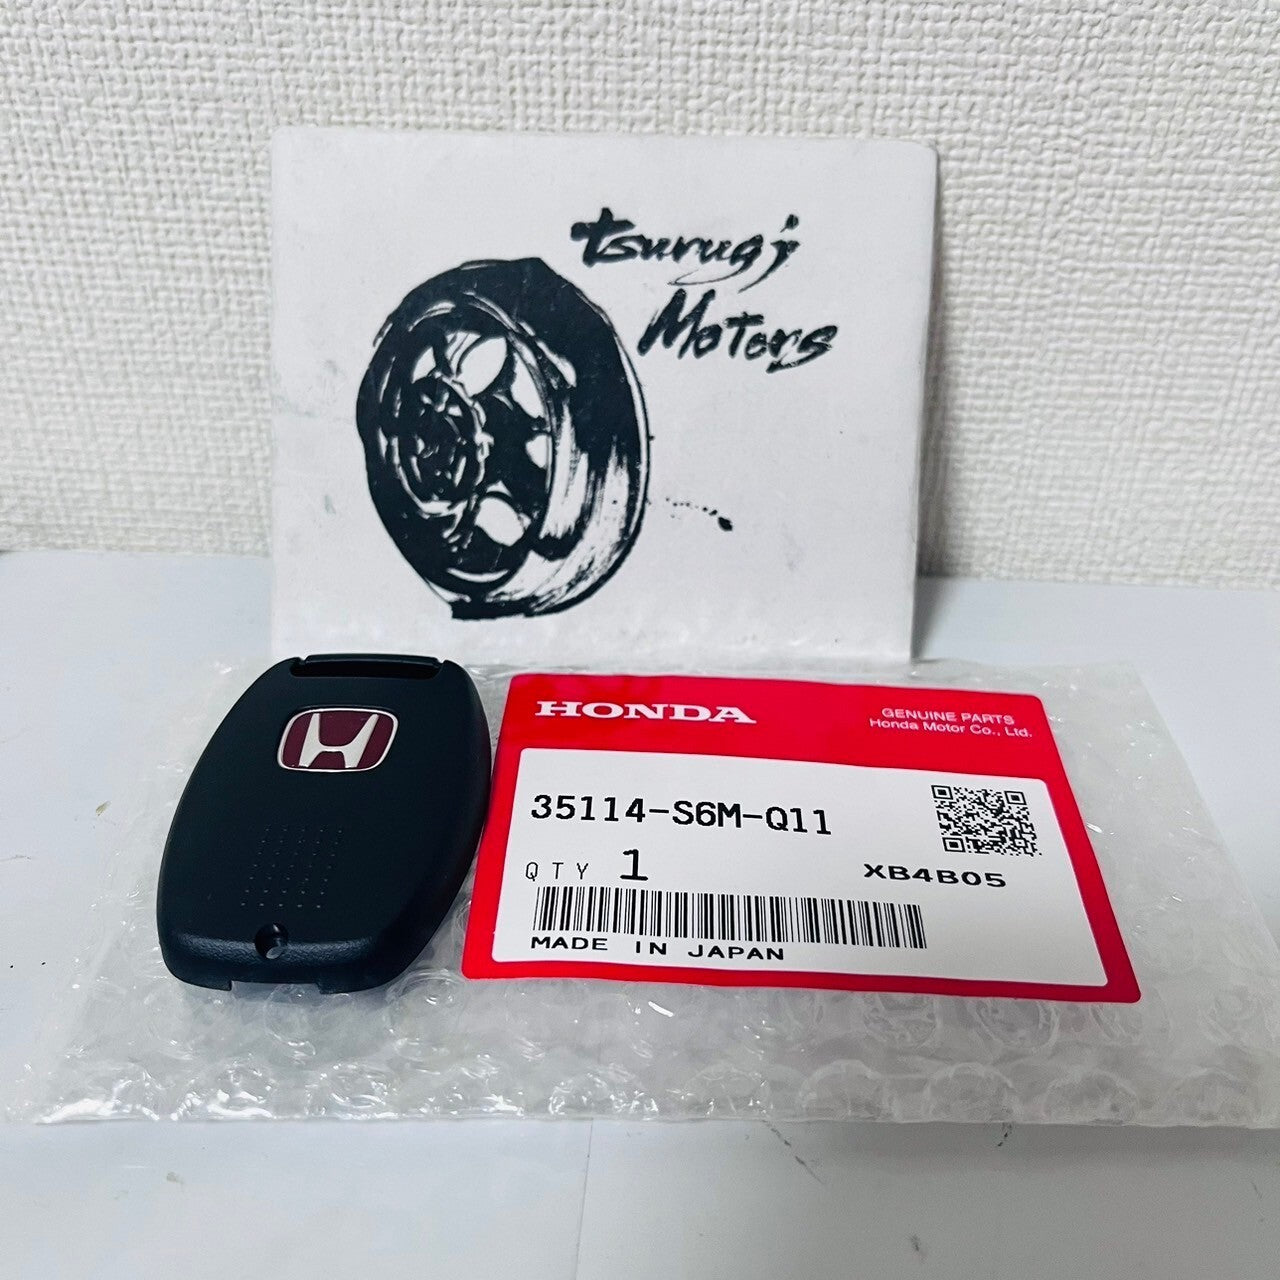 Tsurugi
Motors
HONDA
GENUINE PARTS
Honda Motor Co., Ltd.
35114-S6M-Q11
QTY 1
XB4B05
MADE IN JAPAN